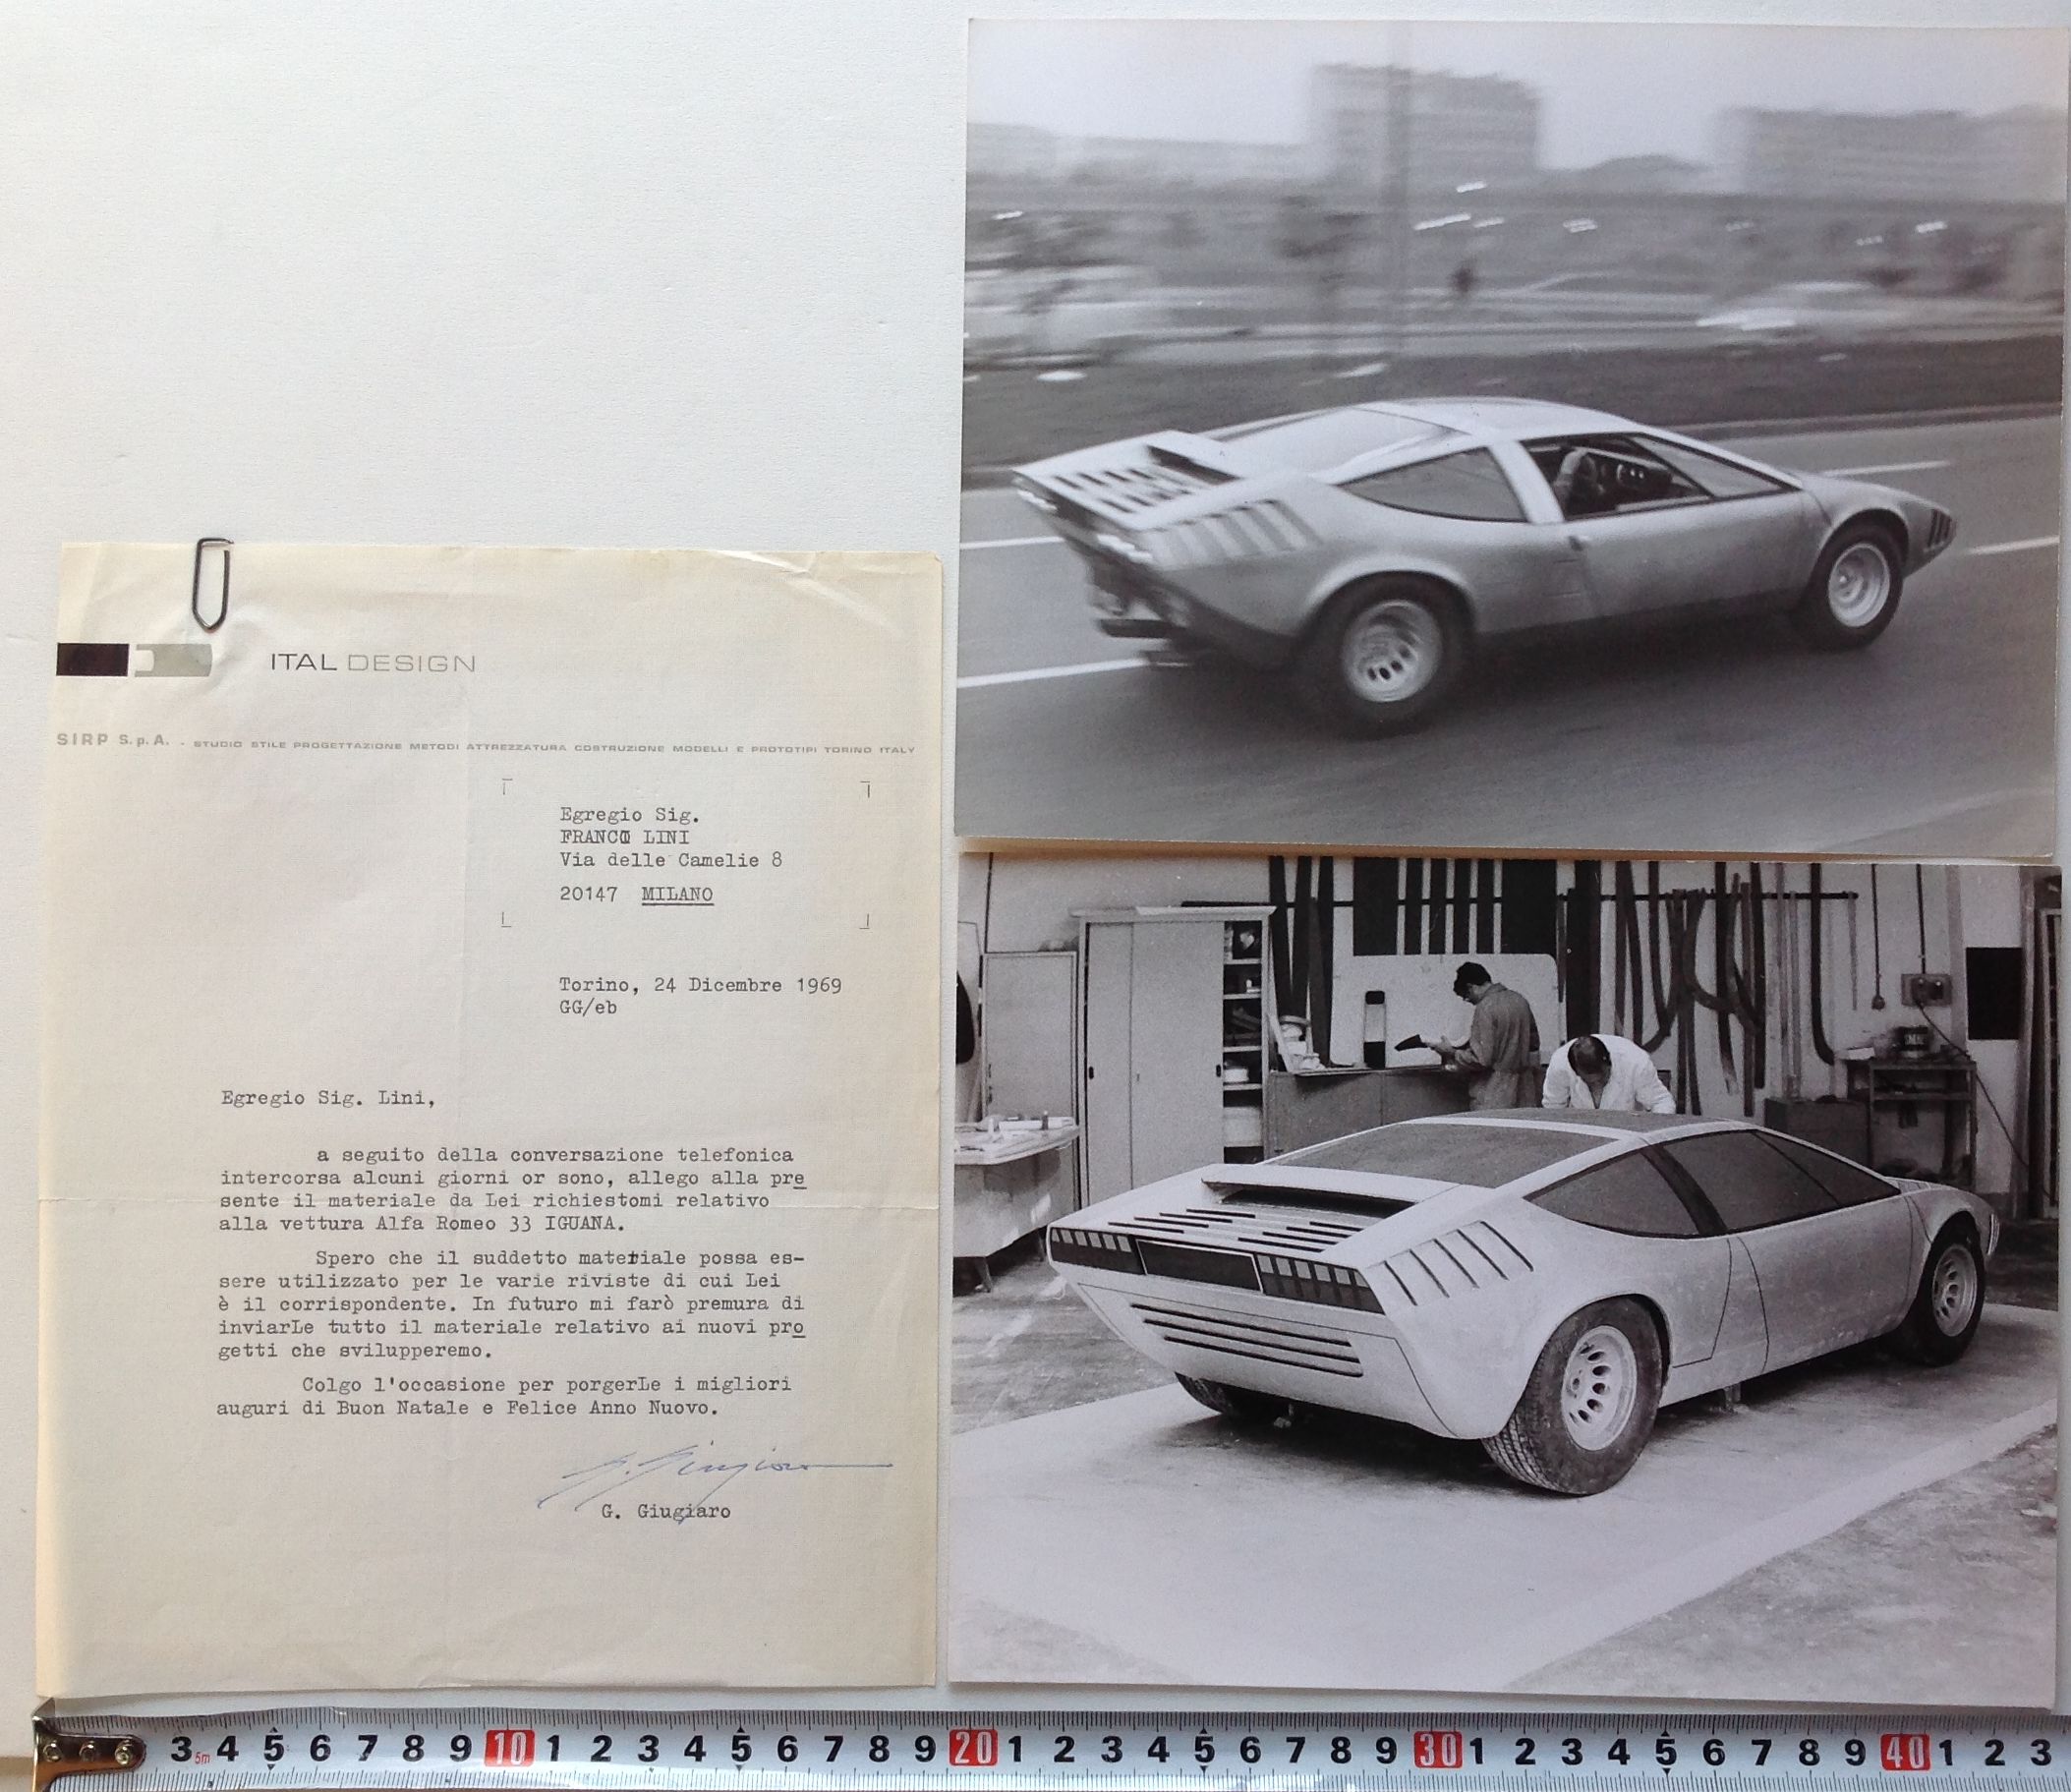 ITAL DESIGN
SIRP S.p.A. - STUDIO STILE PROGETTAZIONE METODI ATTREZZATURA COSTRUZIONE MODELLI E PROTOTIPI TORINO ITALY
Egregio Sig.
FRANCO LINI
Via delle Camelie 8
20147 MILANO
Torino, 24 Dicembre 1969
GG/eb
Egregio Sig. Lini,
a seguito della conversazione telefonica
intercorsa alcuni giorni or sono, allego alla pre
sente il materiale da Lei richiestomi relativo
alla vettura Alfa Romeo 33 IGUANA.
Spero che il suddetto materiale possa es-
sere utilizzato per le varie riviste di cui Lei
è il corrispondente. In futuro mi farò premura di
inviarLe tutto il materiale relativo ai nuovi pro
getti che svilupperemo.
Colgo l'occasione per porgerLe i migliori
auguri di Buon Natale e Felice Anno Nuovo.
G. Giugiaro
G. Giugiaro
3 5m 4 5 6 7 8 9 10 1 2 3 4 5 6 7 8 9 20 1 2 3 4 5 6 7 8 9 30 1 2 3 4 5 6 7 8 9 40 1 2 3